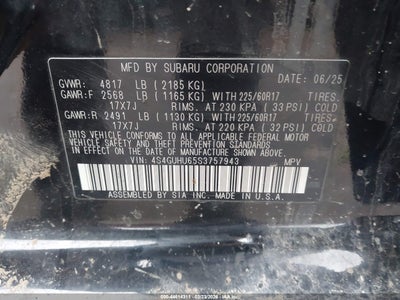 MFD BY SUBARU CORPORATION DATE: 06/25
GVWR: 4817 LB ( 2185 KG)
GAWR:F 2568 LB ( 1165 KG) WITH 225/60R17
17X7J RIMS. AT 230 KPA ( 33 PSI) COLD
GAWR:R 2491 LB ( 1130 KG) WITH 225/60R17
17X7J RIMS. AT 220 KPA ( 32 PSI) COLD
THIS VEHICLE CONFORMS TO ALL APPLICABLE FEDERAL MOTOR
VEHICLE SAFETY AND THEFT PREVENTION STANDARDS
IN EFFECT ON THE DATE OF MANUFACTURE SHOWN ABOVE.
VIN: 4S4GUHU65S3757943 MPV
ASSEMBLED BY SIA INC. MADE IN U.S.A.